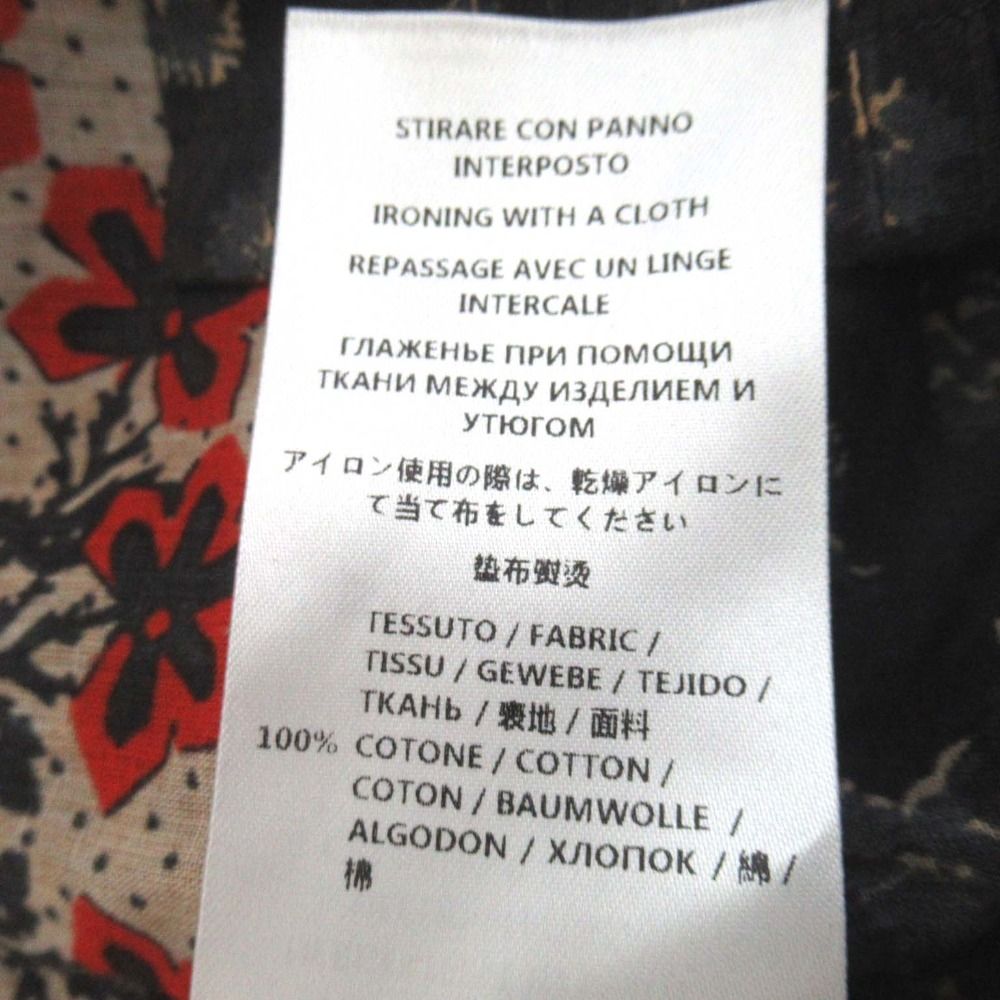 STIRARE CON PANNO
INTERPOSTO
IRONING WITH A CLOTH
REPASSAGE AVEC UN LINGE
INTERCALE
ГЛАЖЕНЬЕ ПРИ ПОМОЩИ
ТКАНИ МЕЖДУ ИЗДЕЛИЕМ И
УТЮГОМ
アイロン使用の際は、乾燥アイロンに
て当て布をしてください
垫布熨烫
TESSUTO / FABRIC /
TISSU / GEWEBE / TEJIDO /
ТКАНЬ / 裏地 / 面料
100% COTONE / COTTON /
COTON / BAUMWOLLE /
ALGODON / ХЛОПОК / 綿 /
棉